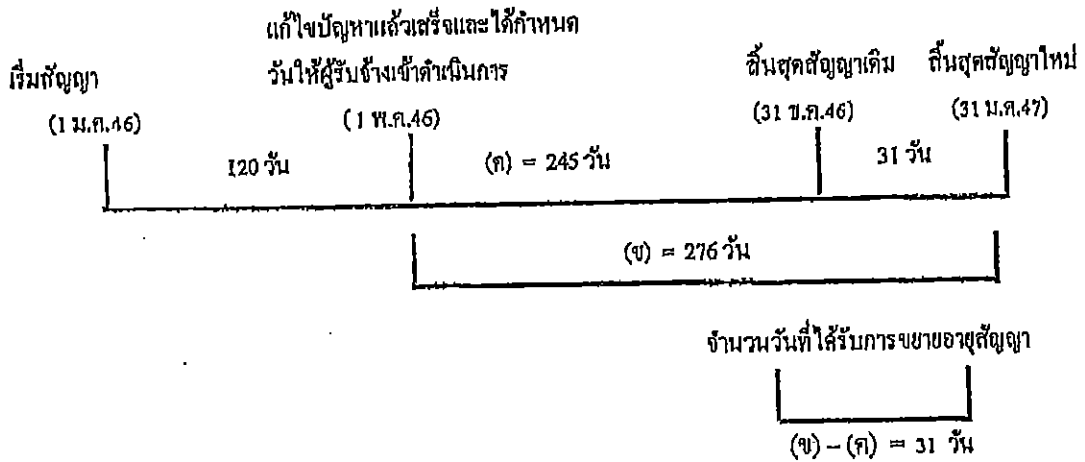 แก้ไขปัญหาแล้วเสร็จและได้กำหนด
วันให้ผู้รับจ้างเข้าดำเนินการ
เริ่มสัญญา
สิ้นสุดสัญญาเดิม
สิ้นสุดสัญญาใหม่
(1 ม.ค.46)
(1 พ.ค.46)
(31 ธ.ค.46)
(31 ม.ค.47)
120 วัน
(ค) = 245 วัน
31 วัน
(ข) = 276 วัน
จำนวนวันที่ได้รับการขยายอายุสัญญา
(ข) – (ค) = 31 วัน